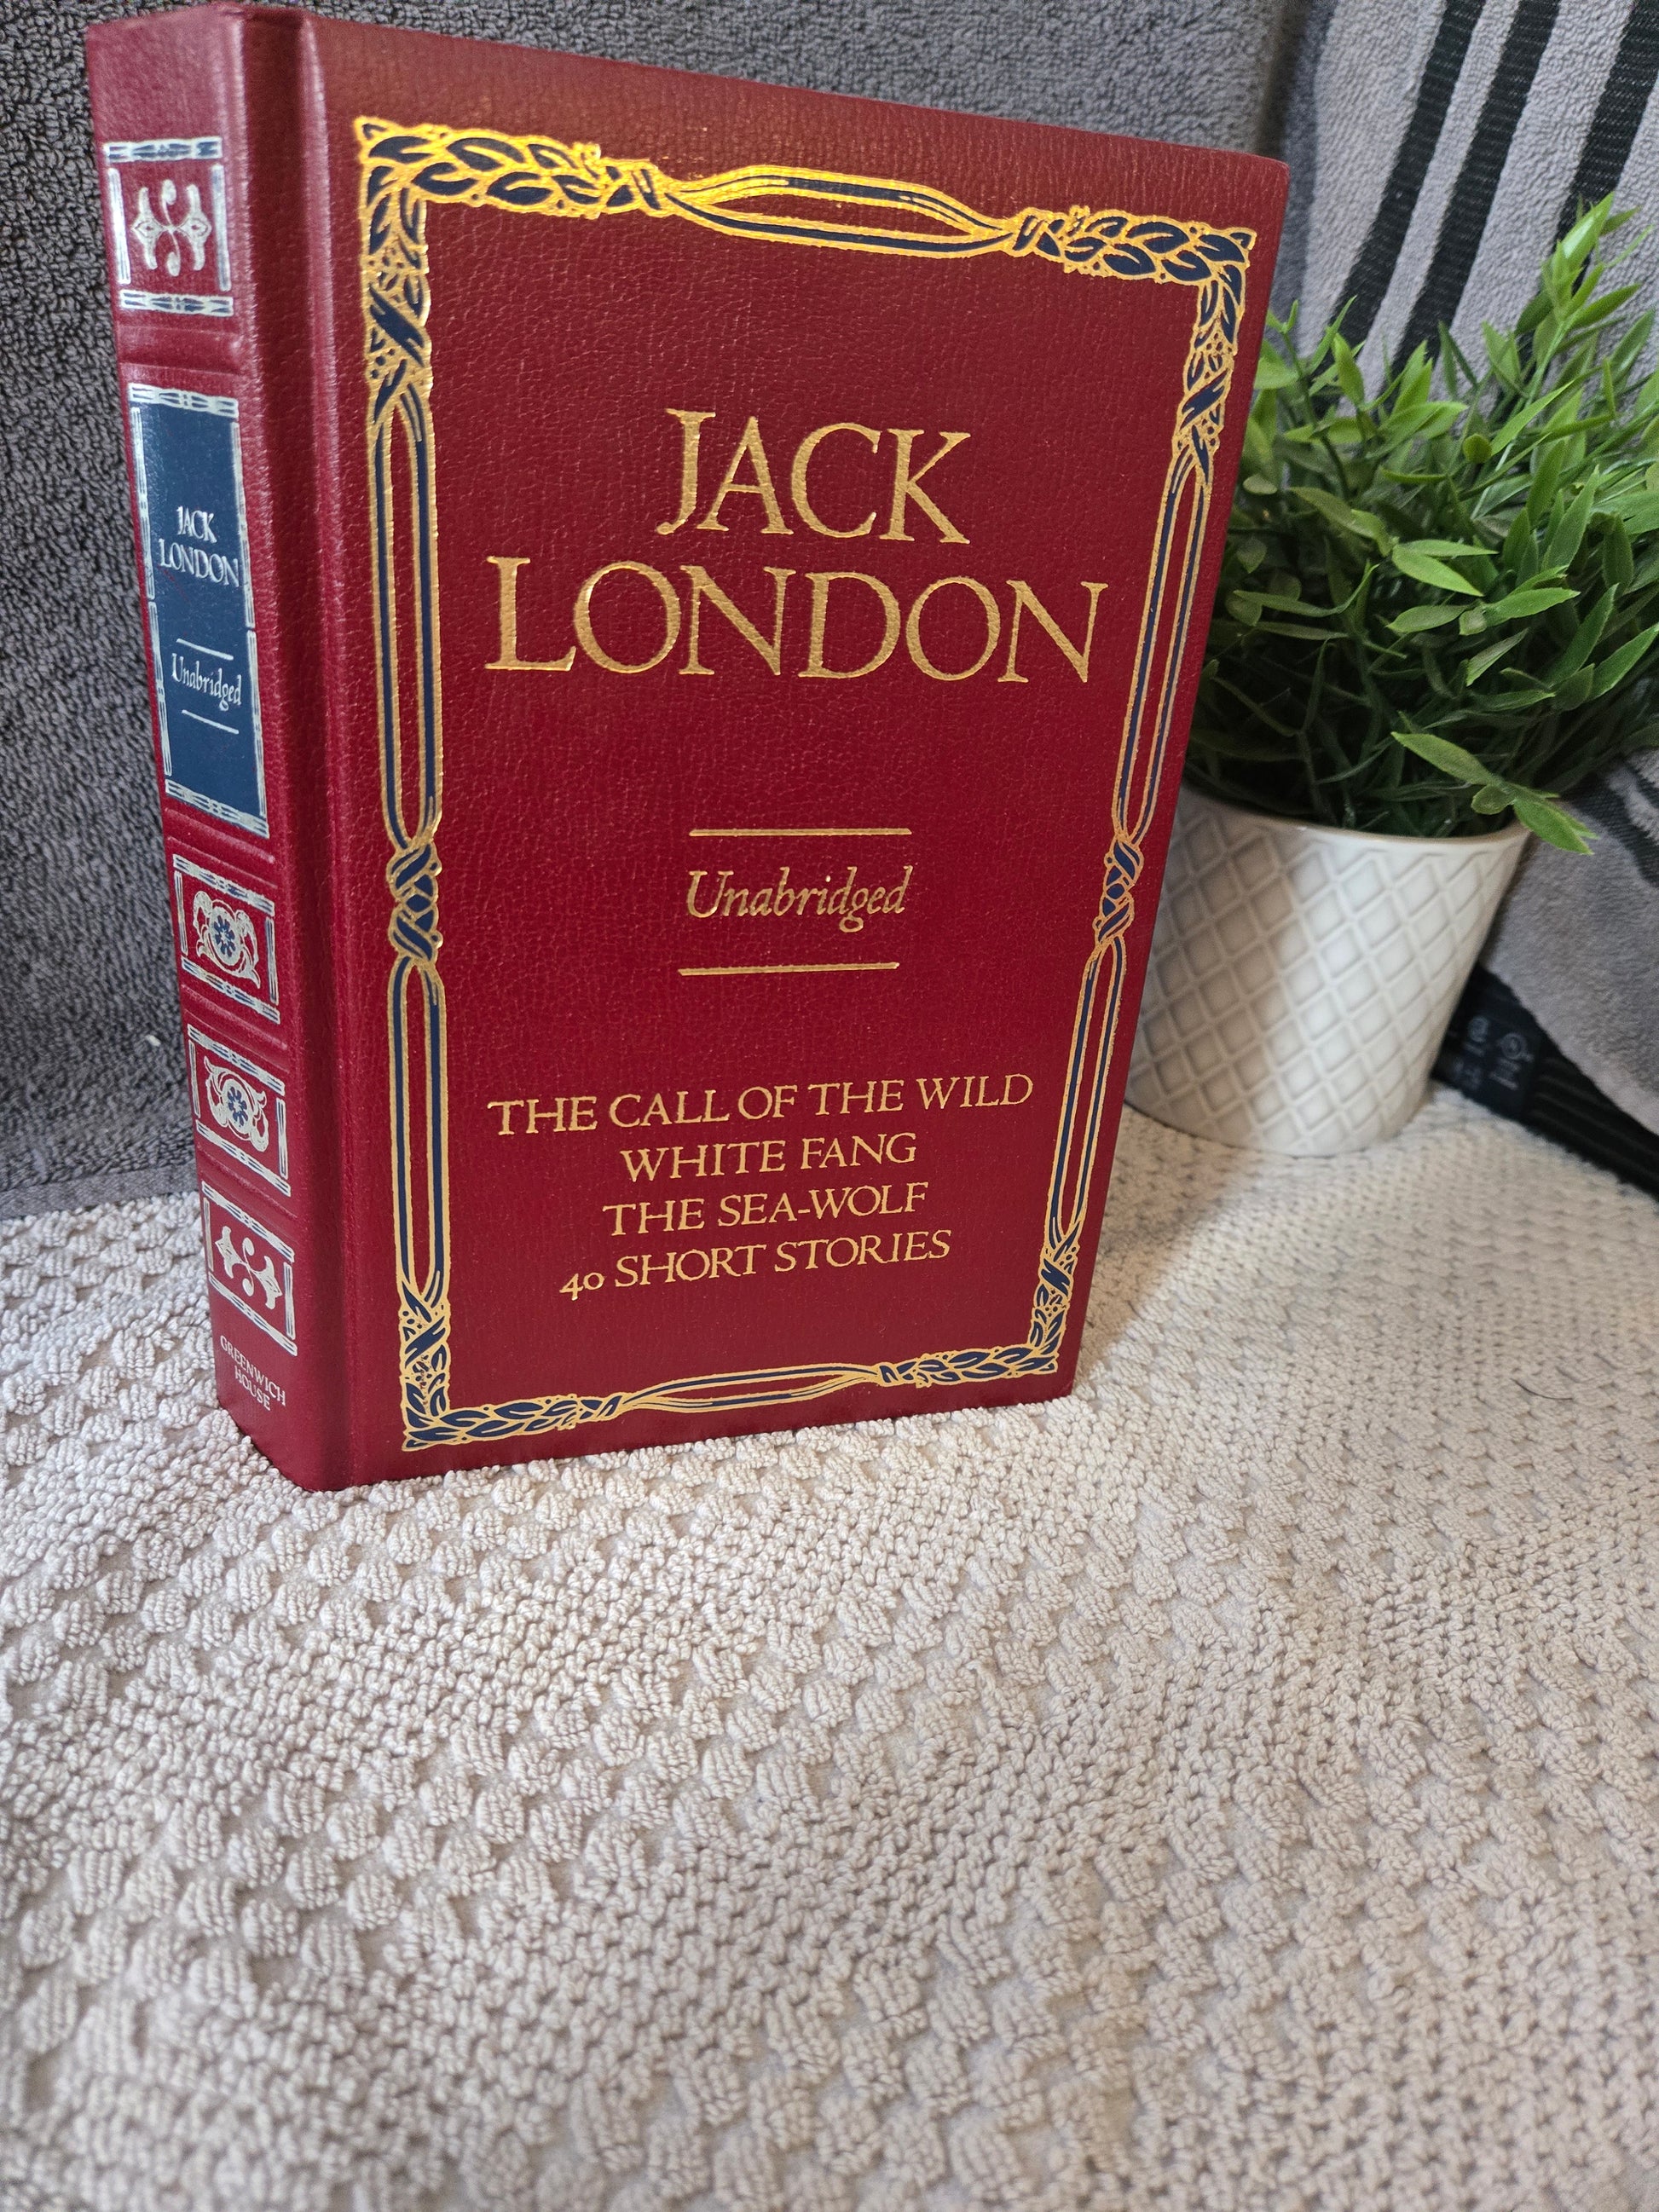 JACK
LONDON
Unabridged
GREENWICH
HOUSE
JACK
LONDON
Unabridged
THE CALL OF THE WILD
WHITE FANG
THE SEA-WOLF
40 SHORT STORIES